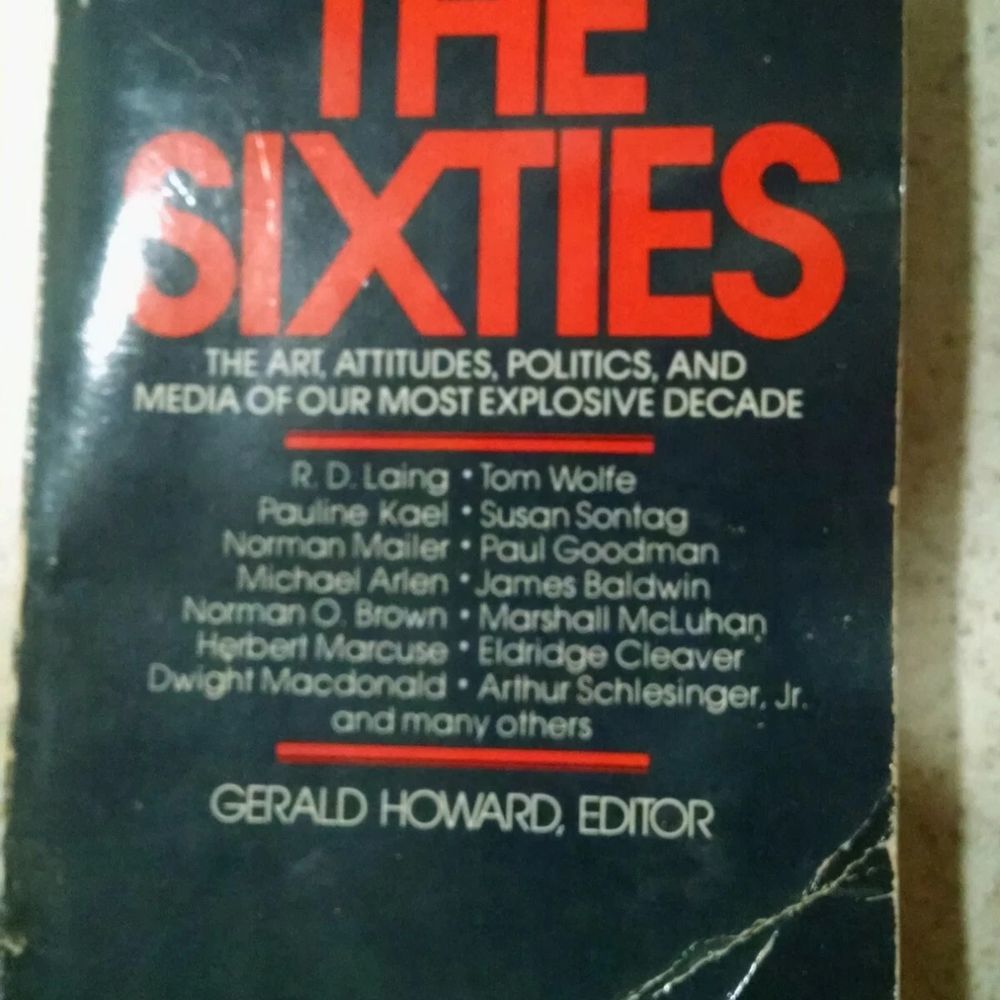 THE
SIXTIES
THE ART, ATTITUDES, POLITICS, AND
MEDIA OF OUR MOST EXPLOSIVE DECADE
R. D. Laing • Tom Wolfe
Pauline Kael • Susan Sontag
Norman Mailer • Paul Goodman
Michael Arlen • James Baldwin
Norman O. Brown • Marshall McLuhan
Herbert Marcuse • Eldridge Cleaver
Dwight Macdonald • Arthur Schlesinger, Jr.
and many others
GERALD HOWARD, EDITOR